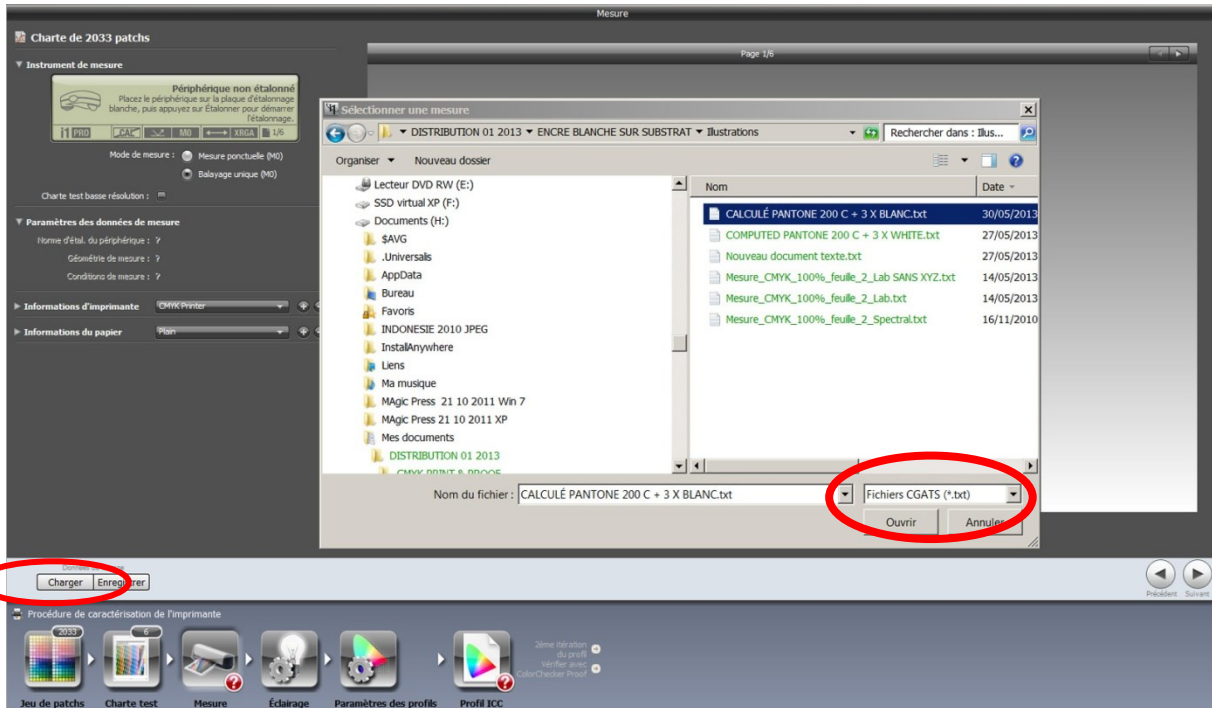 Mesure
Charte de 2033 patchs
Page 1/6
Instrument de mesure
Périphérique non étalonné
Placez le périphérique sur la plaque d'étalonnage
blanche, puis appuyez sur Étalonner pour démarrer
l'étalonnage.
i1 PRO CAL M0 XRGA 1/6
Mode de mesure : Mesure ponctuelle (M0)
Balayage unique (M0)
Charte test basse résolution :
Paramètres des données de mesure
Norme d'étal. du périphérique : ?
Géométrie de mesure : ?
Conditions de mesure : ?
Informations d'imprimante CMYK Printer
Informations du papier Plain
Sélectionner une mesure
DISTRIBUTION 01 2013 ENCRE BLANCHE SUR SUBSTRAT Illustrations
Rechercher dans : Illus...
Organiser Nouveau dossier
Lecteur DVD RW (E:)
SSD virtual XP (F:)
Documents (H:)
$AVG
.Universalis
AppData
Bureau
Favoris
INDONESIE 2010 JPEG
InstallAnywhere
Liens
Ma musique
MAgic Press 21 10 2011 Win 7
MAgic Press 21 10 2011 XP
Mes documents
DISTRIBUTION 01 2013
CMYK PRINT & PROOF
Nom Date
CALCULÉ PANTONE 200 C + 3 X BLANC.txt 30/05/2013
COMPUTED PANTONE 200 C + 3 X WHITE.txt 27/05/2013
Nouveau document texte.txt 27/05/2013
Mesure_CMYK_100%_feuille_2_Lab SANS XYZ.txt 14/05/2013
Mesure_CMYK_100%_feuille_2_Lab.txt 14/05/2013
Mesure_CMYK_100%_feuille_2_Spectral.txt 16/11/2010
Nom du fichier : CALCULÉ PANTONE 200 C + 3 X BLANC.txt
Fichiers CGATS (*.txt)
Ouvrir Annuler
Charger Enregistrer
Précédent Suivant
Procédure de caractérisation de l'imprimante
2033
6
2ème itération
du profil
Vérifier avec
ColorChecker Proof
Jeu de patchs Charte test Mesure Éclairage Paramètres des profils Profil ICC